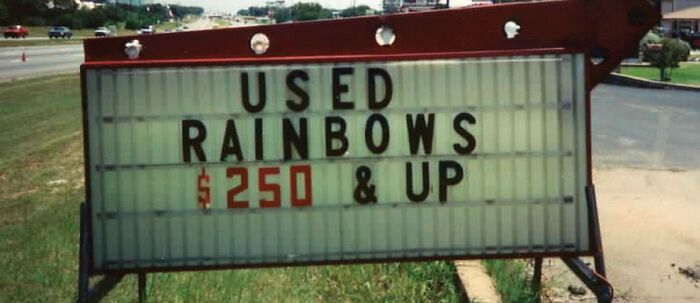 USED
RAINBOWS
$250 & UP